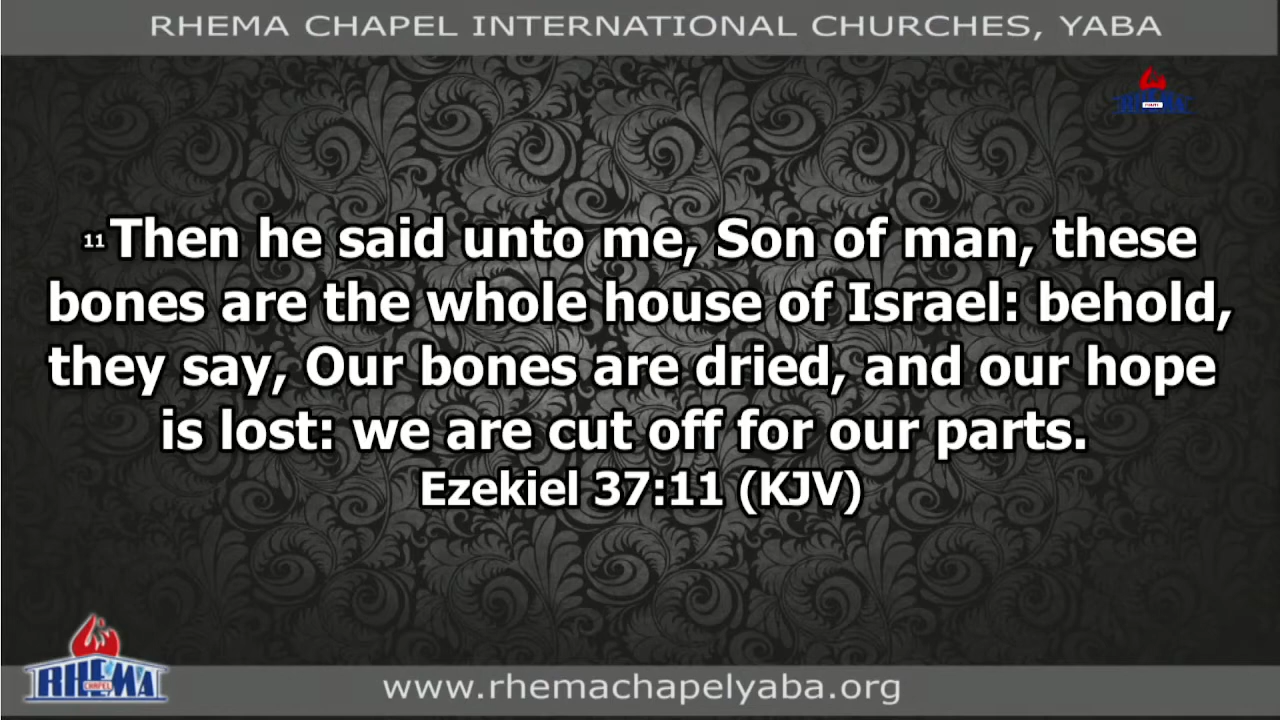 RHEMA CHAPEL INTERNATIONAL CHURCHES, YABA
11 Then he said unto me, Son of man, these
bones are the whole house of Israel: behold,
they say, Our bones are dried, and our hope
is lost: we are cut off for our parts.
Ezekiel 37:11 (KJV)
RHEMA
CHAPEL
www.rhemachapelyaba.org